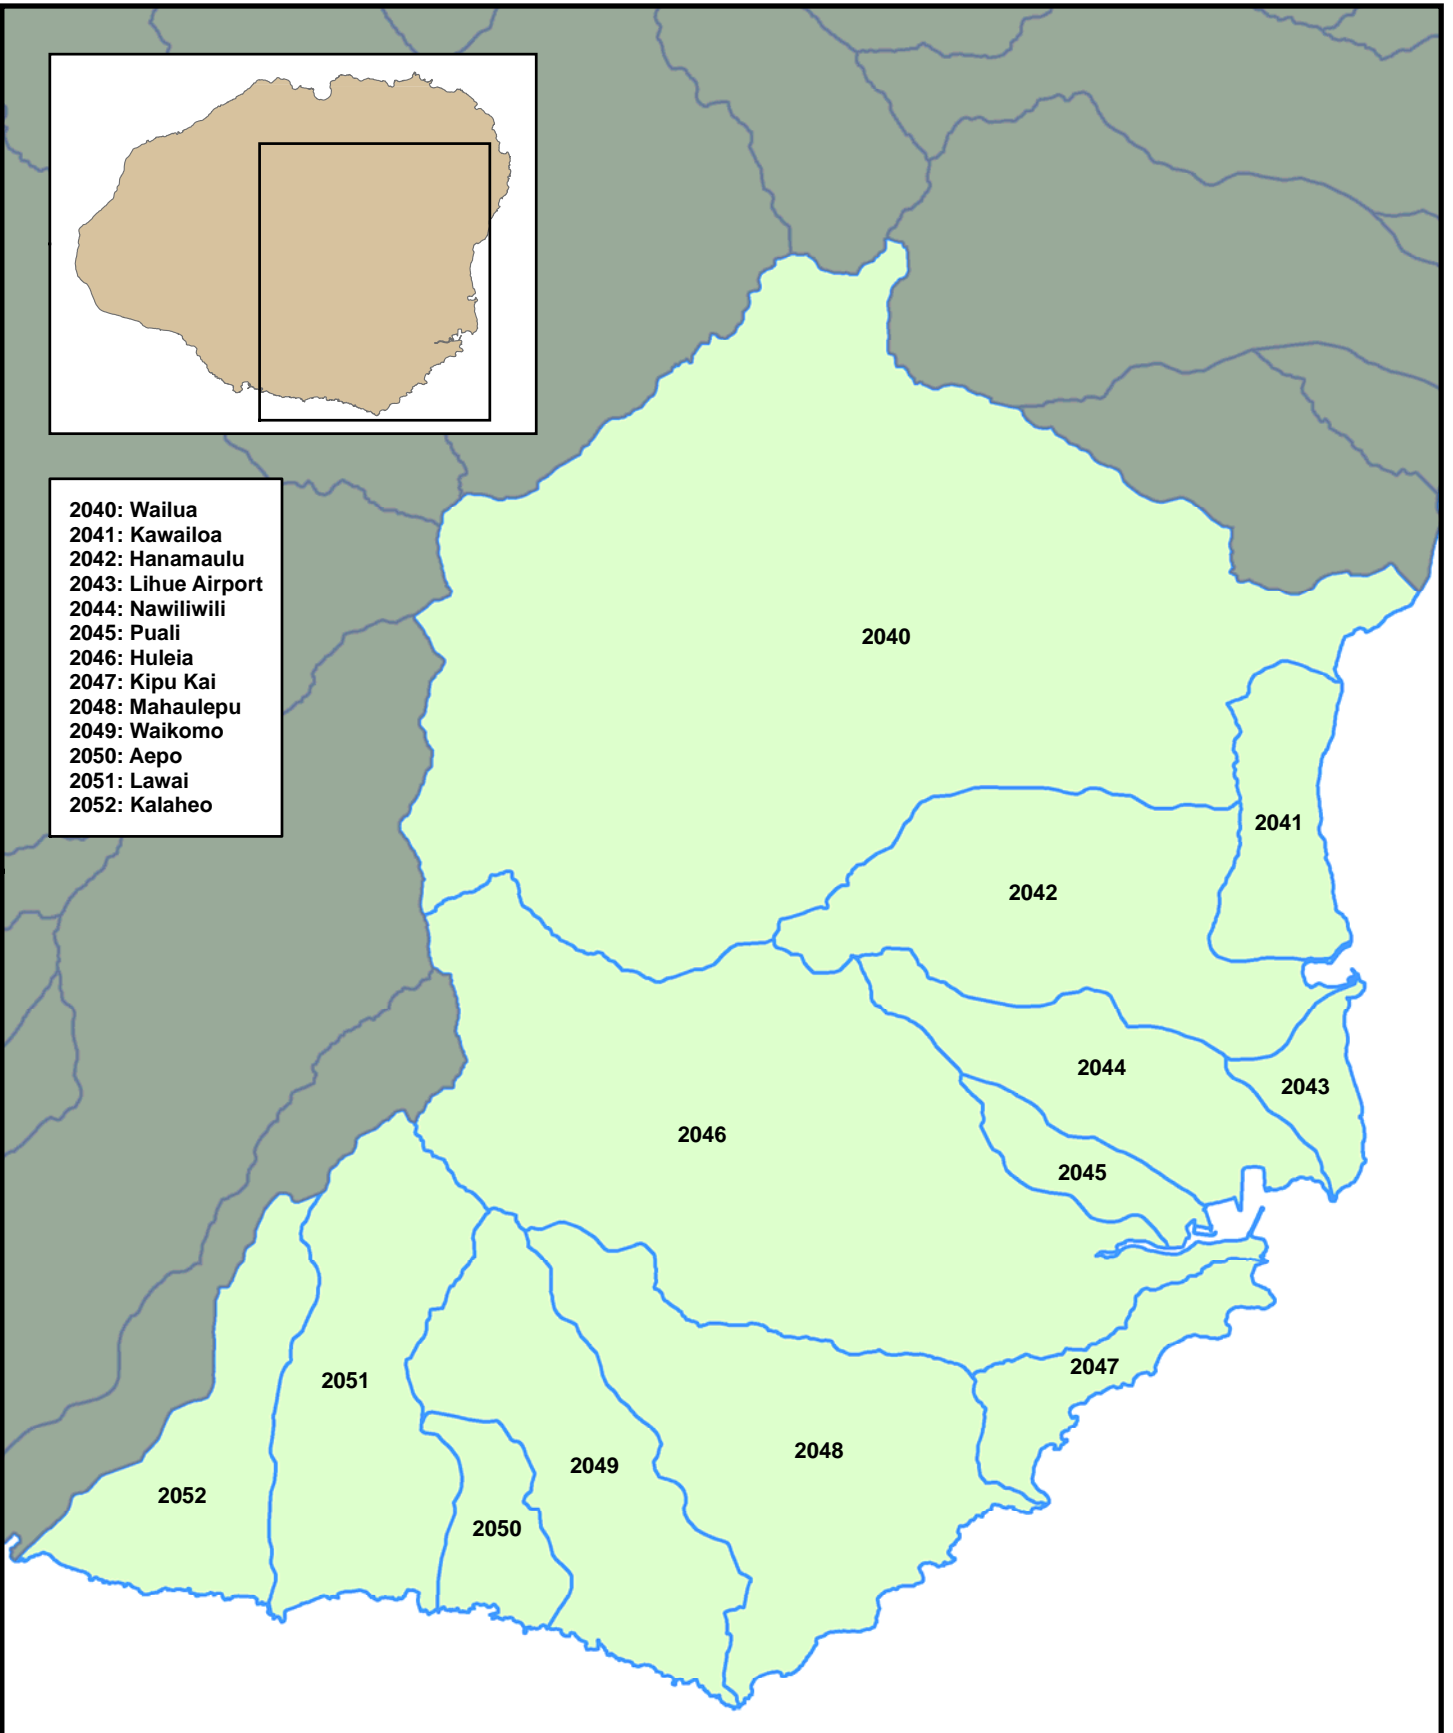 2040: Wailua
2041: Kawailoa
2042: Hanamaulu
2043: Lihue Airport
2044: Nawiliwili
2045: Puali
2046: Huleia
2047: Kipu Kai
2048: Mahaulepu
2049: Waikomo
2050: Aepo
2051: Lawai
2052: Kalaheo
2040
2041
2042
2044
2043
2046
2045
2047
2051
2048
2049
2052
2050